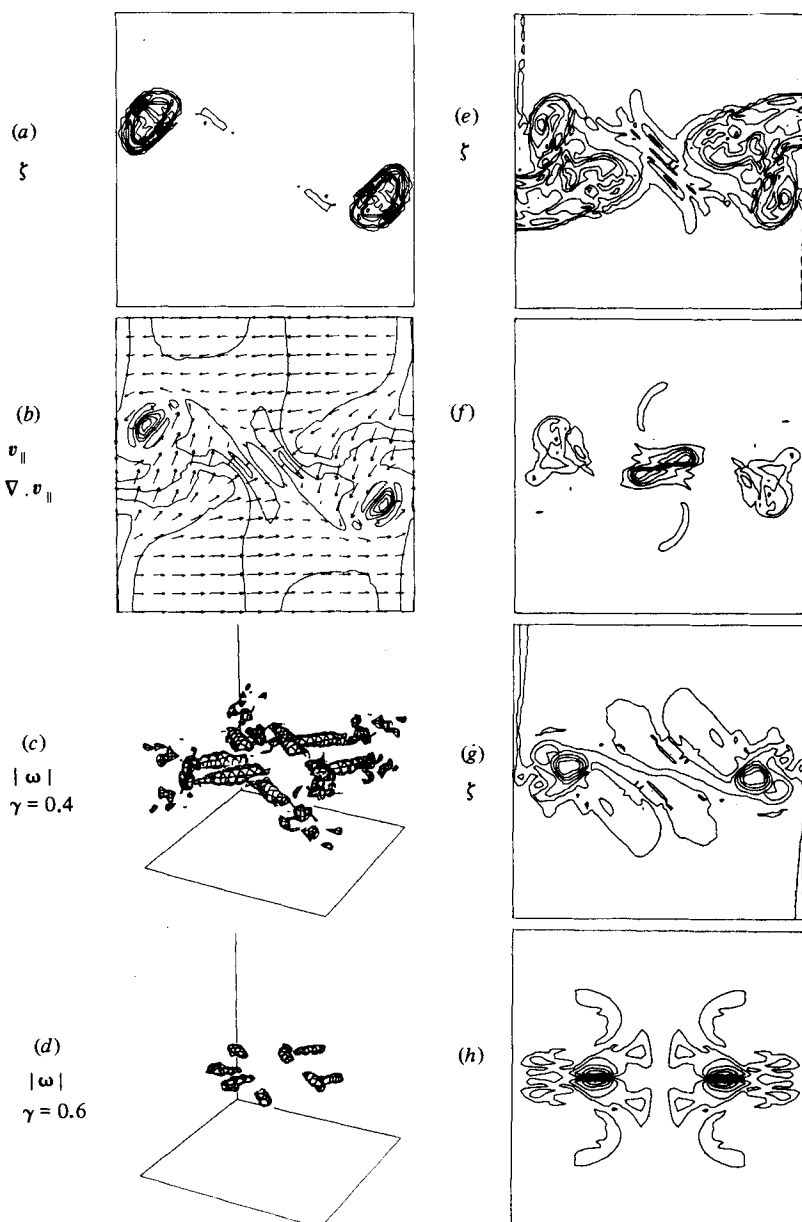 (a)
ζ
(b)
v∥
∇ . v∥
(c)
| ω |
γ = 0.4
(d)
| ω |
γ = 0.6
(e)
ζ
(f)
(g)
ζ
(h)